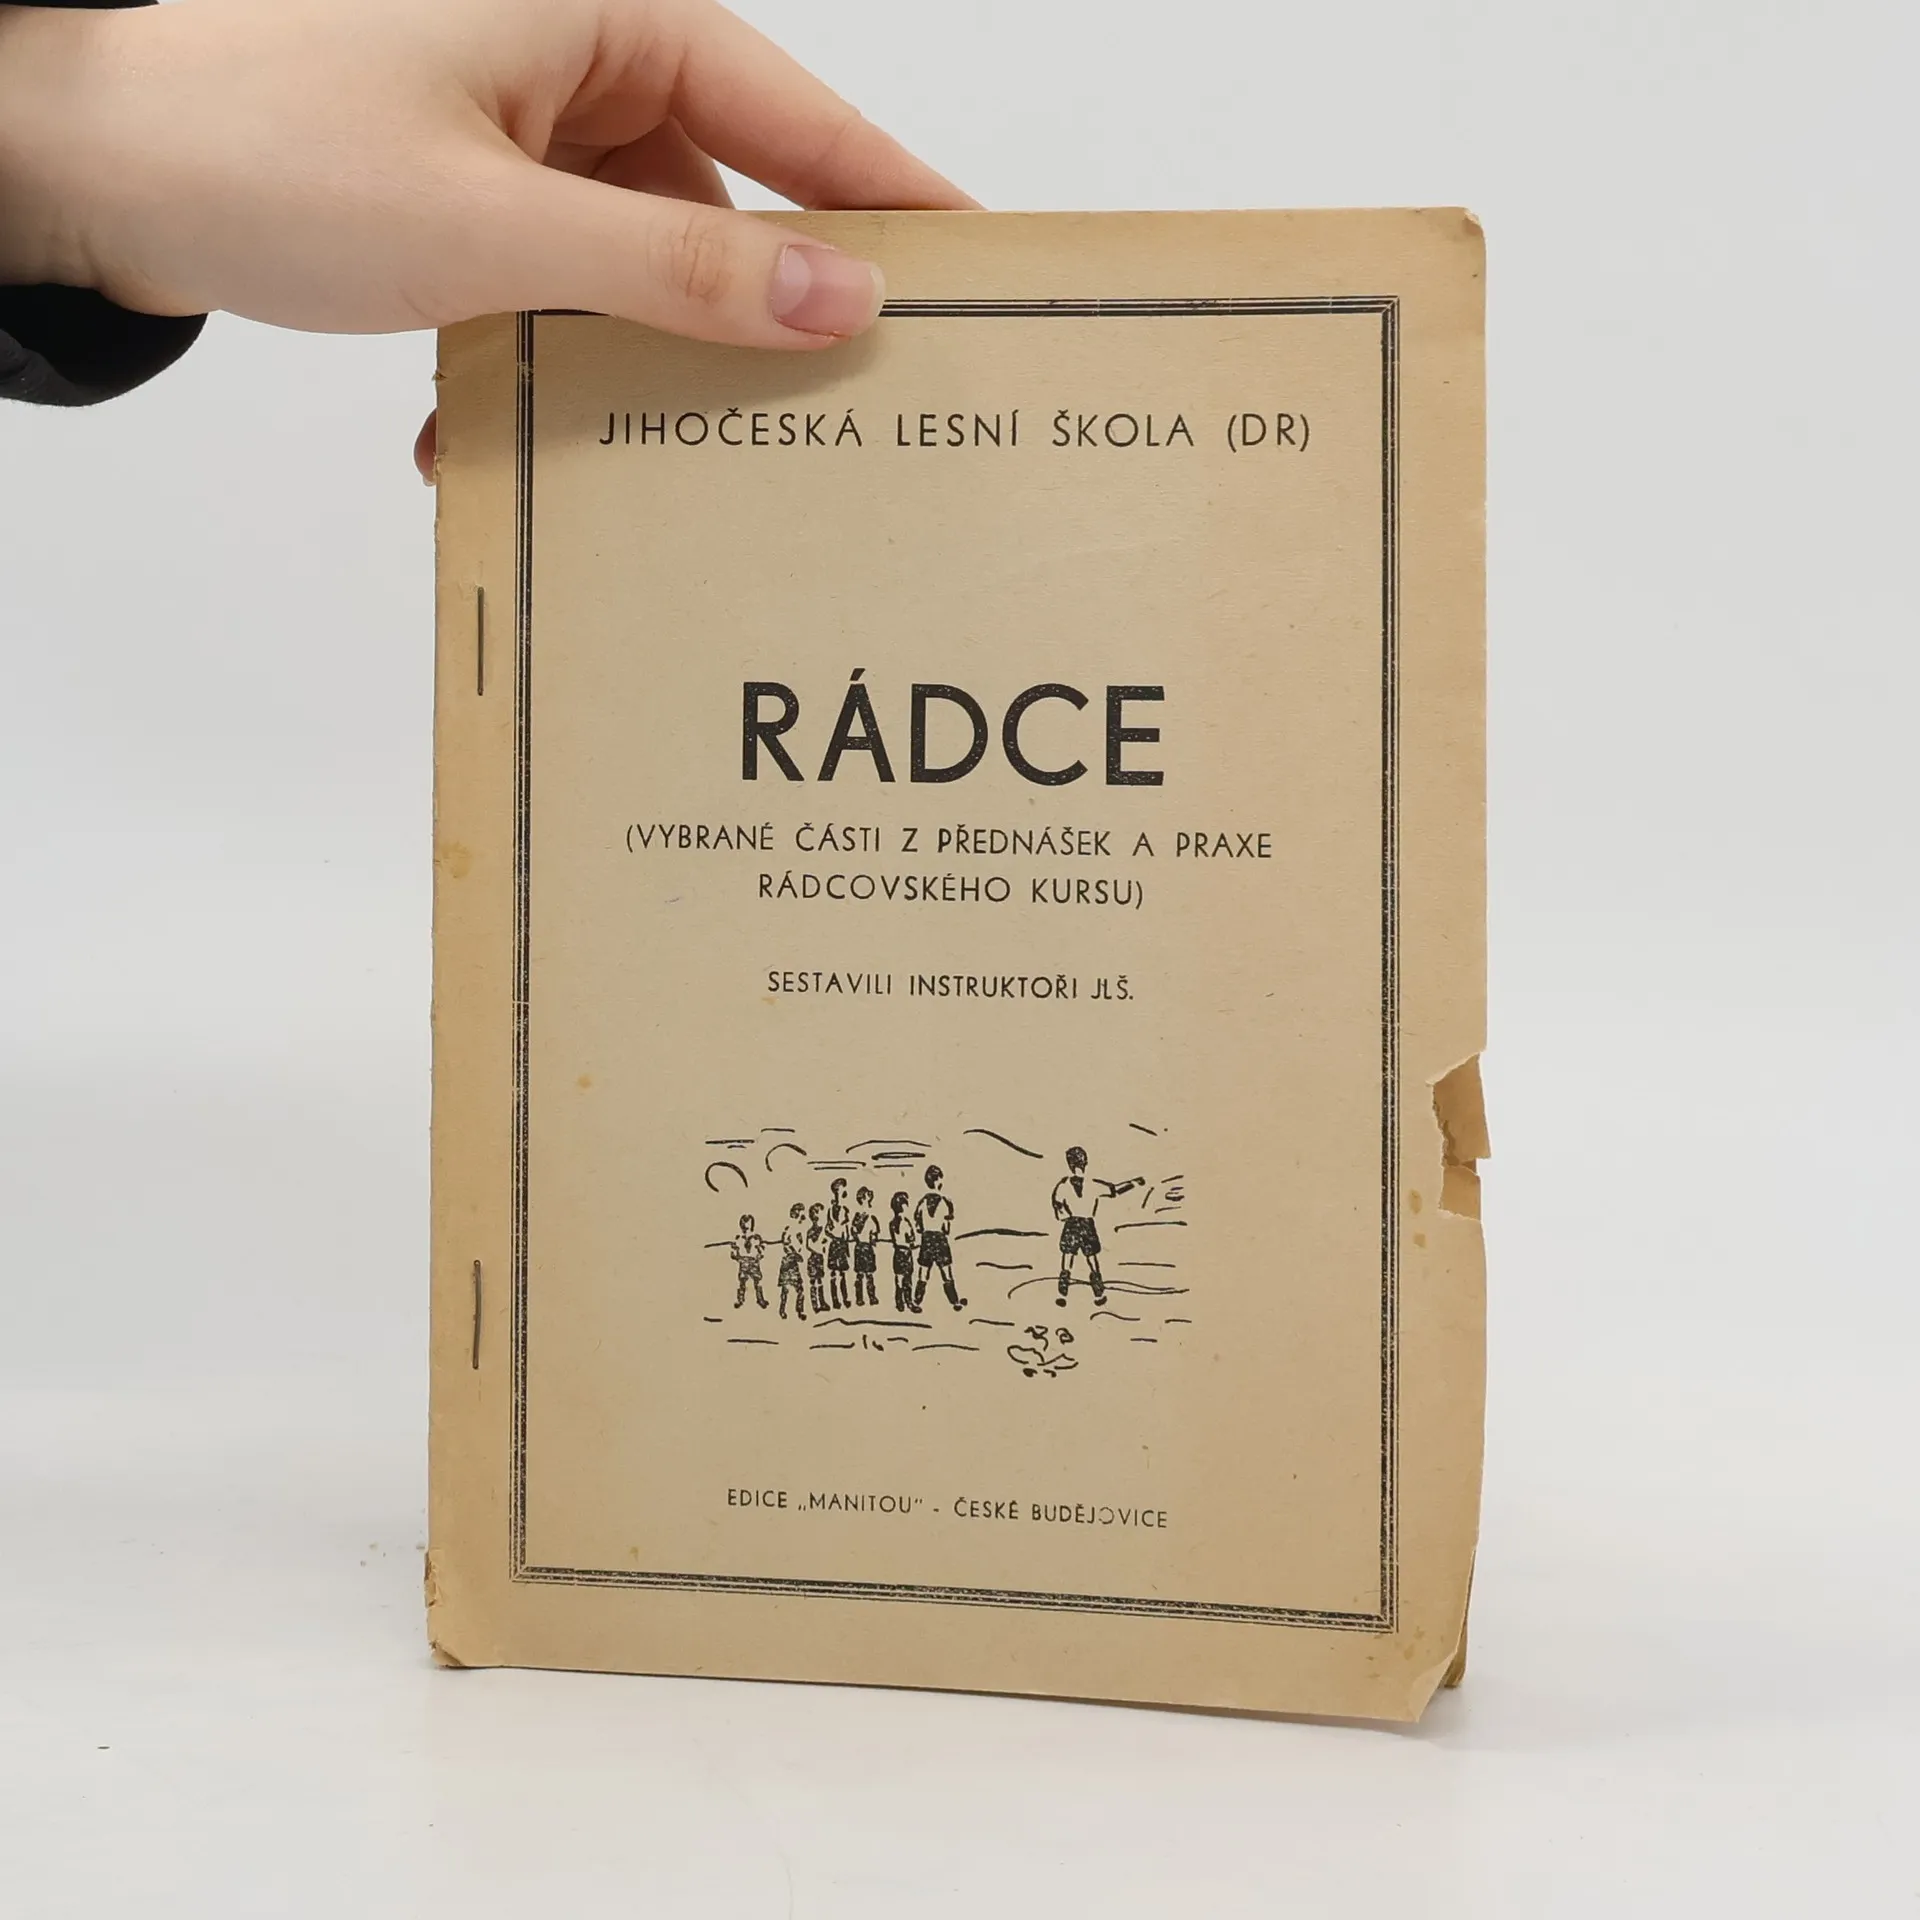 JIHOČESKÁ LESNÍ ŠKOLA (DR)
RÁDCE
(VYBRANÉ ČÁSTI Z PŘEDNÁŠEK A PRAXE
RÁDCOVSKÉHO KURSU)
SESTAVILI INSTRUKTOŘI JLŠ.
EDICE „MANITOU" - ČESKÉ BUDĚJOVICE